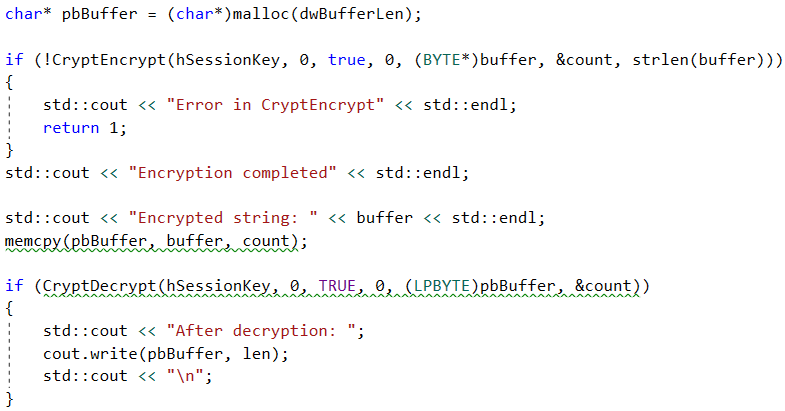 char* pbBuffer = (char*)malloc(dwBufferLen);
if (!CryptEncrypt(hSessionKey, 0, true, 0, (BYTE*)buffer, &count, strlen(buffer)))
{
    std::cout << "Error in CryptEncrypt" << std::endl;
    return 1;
}
std::cout << "Encryption completed" << std::endl;
std::cout << "Encrypted string: " << buffer << std::endl;
memcpy(pbBuffer, buffer, count);
if (CryptDecrypt(hSessionKey, 0, TRUE, 0, (LPBYTE)pbBuffer, &count))
{
    std::cout << "After decryption: ";
    cout.write(pbBuffer, len);
    std::cout << "\n";
}